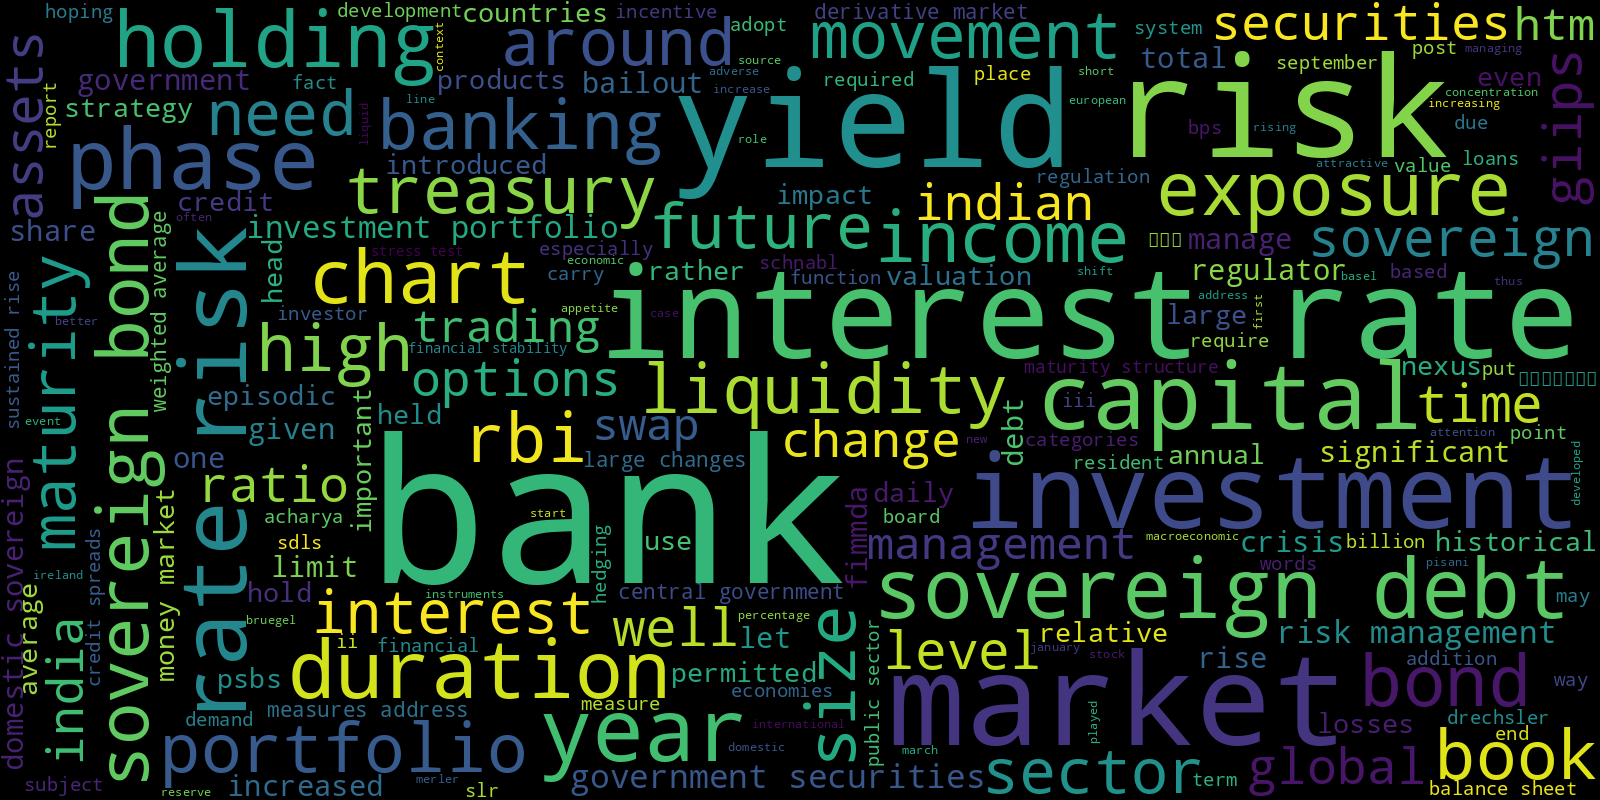 hoping
development
countries
incentive
derivative market
adopt
system
securities
htm
holding
context
around
movement
post
managing
assets
government
fact
products
bailout
source
adverse
increase
required
place
short
total
september
even
giips
report
strategy
need
line
liquid
banking
role
yield
european
risk
concentration
increasing
bps
rising
due
phase
introduced
treasury
impact
regulation
attractive
value
loans
credit
often
share
investment portfolio
indian
exposure
future
income
manage
sovereign
stress test
especially
economic
head
chart
carry
rather
schnabl
function
valuation
shift
regulator
basel
based
thus
sustained rise
maturity
better
weighted average
sovereign bond
rate risk
investor
appetite
case
interest rate
address
first
large
require
high
trading
financial stability
maturity structure
nexus
put
episodic
options
liquidity
capital
time
iii
event
given
important
held
rbi
swap
change
new
debt
categories
attention
point
one
large changes
resident
annual
significant
developed
ratio
bank
investment
domestic sovereign
acharya
start
daily
board
fimmda
management
macroeconomic
crisis
billion
historical
sdls
use
hedging
limit
words
pisani
ireland
credit spreads
money market
average
hold
instruments
central government
sovereign debt
may
india
bruegel
interest
percentage
well
let
size
public sector
level
relative
risk management
ii
financial
january
stock
rise
addition
psbs
duration
permitted
economies
market
bond
way
demand
measures address
measure
year
international
played
losses
drechsler
portfolio
domestic
march
end
global
book
subject
reserve
increased
merler
slr
government securities
sector
term
balance sheet